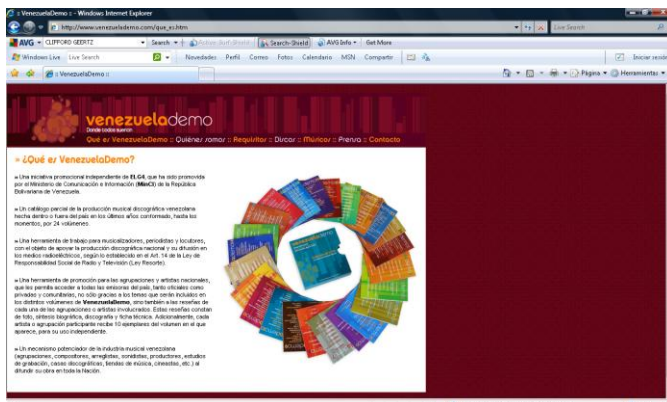 :: VenezuelaDemo :: - Windows Internet Explorer
http://www.venezuelademo.com/que_es.htm
Live Search
AVG CLIFFORD GEERTZ Search Active Surf-Shield Search-Shield AVG Info Get More
Windows Live Live Search Novedades Perfil Correo Fotos Calendario MSN Compartir Iniciar sesión
:: VenezuelaDemo :: Página Herramientas
venezuelademo
Donde todos suenan
Qué es VenezuelaDemo :: Quiénes somos :: Requisitos :: Discos :: Músicos :: Prensa :: Contacto
» ¿Qué es VenezuelaDemo?
» Una iniciativa promocional independiente de ELG4, que ha sido promovida
por el Ministerio de Comunicación e Información (MinCI) de la República
Bolivariana de Venezuela.
» Un catálogo parcial de la producción musical discográfica venezolana
hecha dentro o fuera del país en los últimos años conformado, hasta los
momentos, por 24 volúmenes.
» Una herramienta de trabajo para musicalizadores, periodistas y locutores,
con el objeto de apoyar la producción discográfica nacional y su difusión en
los medios radioeléctricos, según lo establecido en el Art. 14 de la Ley de
Responsabilidad Social de Radio y Televisión (Ley Resorte).
» Una herramienta de promoción para las agrupaciones y artistas nacionales,
que les permita acceder a todas las emisoras del país, tanto oficiales como
privadas y comunitarias, no sólo gracias a los temas que serán incluidos en
los distintos volúmenes de VenezuelaDemo, sino también a las reseñas de
cada una de las agrupaciones o artistas involucrados. Estas reseñas constan
de foto, síntesis biográfica, discografía y ficha técnica. Adicionalmente, cada
artista o agrupación participante recibe 10 ejemplares del volumen en el que
aparece, para su uso independiente.
» Un mecanismo potenciador de la industria musical venezolana
(agrupaciones, compositores, arreglistas, sonidistas, productores, estudios
de grabación, casas discográficas, tiendas de música, cineastas, etc.) al
difundir su obra en toda la Nación.